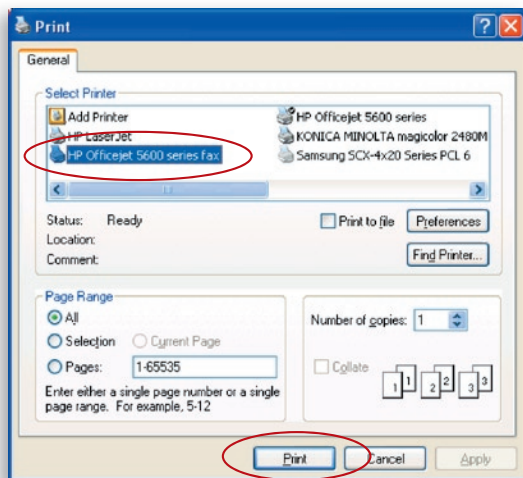 Print
General
Select Printer
Add Printer
HP LaserJet
HP Officejet 5600 series fax
HP Officejet 5600 series
KONICA MINOLTA magicolor 2480M
Samsung SCX-4x20 Series PCL 6
Status: Ready
Location:
Comment:
Print to file
Preferences
Find Printer...
Page Range
All
Selection
Current Page
Pages: 1-65535
Enter either a single page number or a single
page range. For example, 5-12
Number of copies: 1
Collate
1 1 2 2 3 3
Print
Cancel
Apply